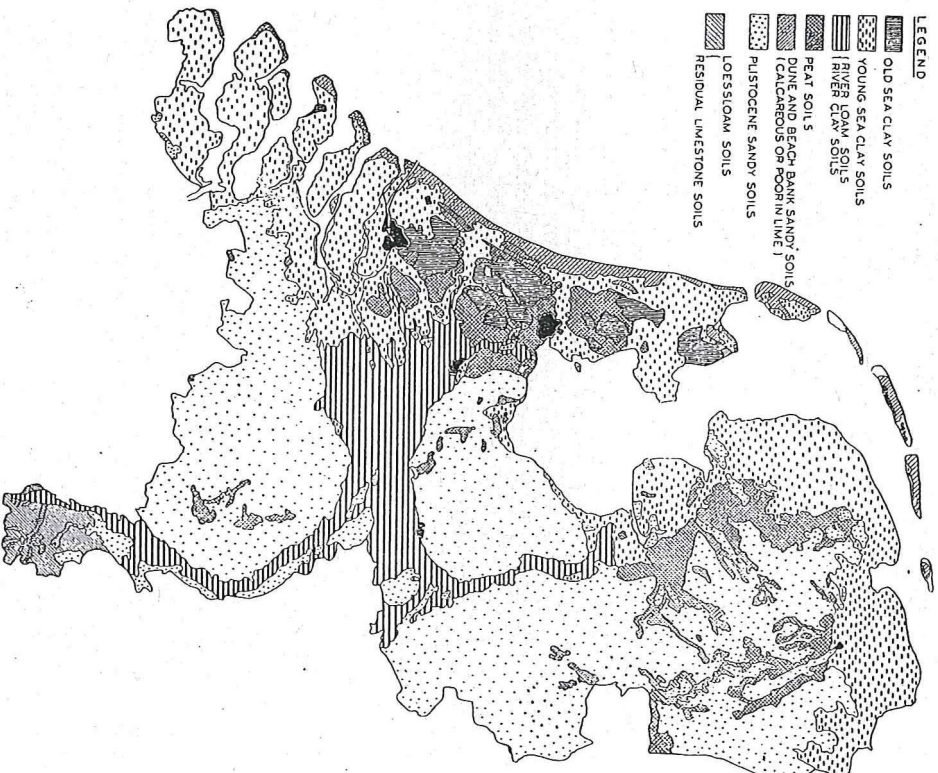 LEGEND
OLD SEA CLAY SOILS
YOUNG SEA CLAY SOILS
(RIVER LOAM SOILS
(RIVER CLAY SOILS
PEAT SOILS
DUNE AND BEACH BANK SANDY SOILS
(CALCAREOUS OR POOR IN LIME)
PLISTOCENE SANDY SOILS
LOESSLOAM SOILS
RESIDUAL LIMESTONE SOILS